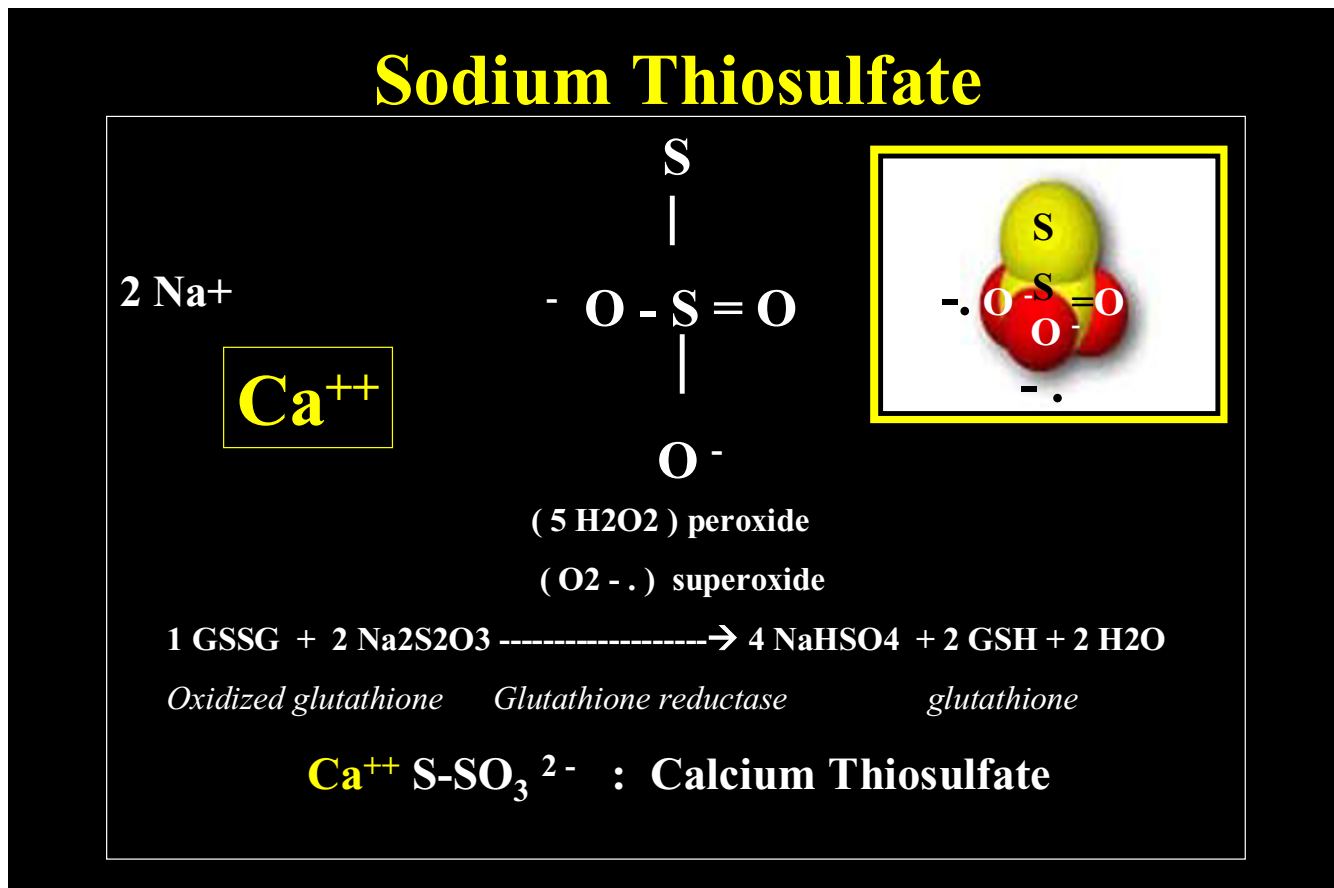 Sodium Thiosulfate
S
|
2 Na+
- O - S = O
|
Ca⁺⁺
O -
S
S
-. O - =O
O -
- .
( 5 H2O2 ) peroxide
( O2 - . ) superoxide
1 GSSG + 2 Na2S2O3 -------------------→ 4 NaHSO4 + 2 GSH + 2 H2O
Oxidized glutathione Glutathione reductase glutathione
Ca⁺⁺ S-SO₃ ²⁻ : Calcium Thiosulfate